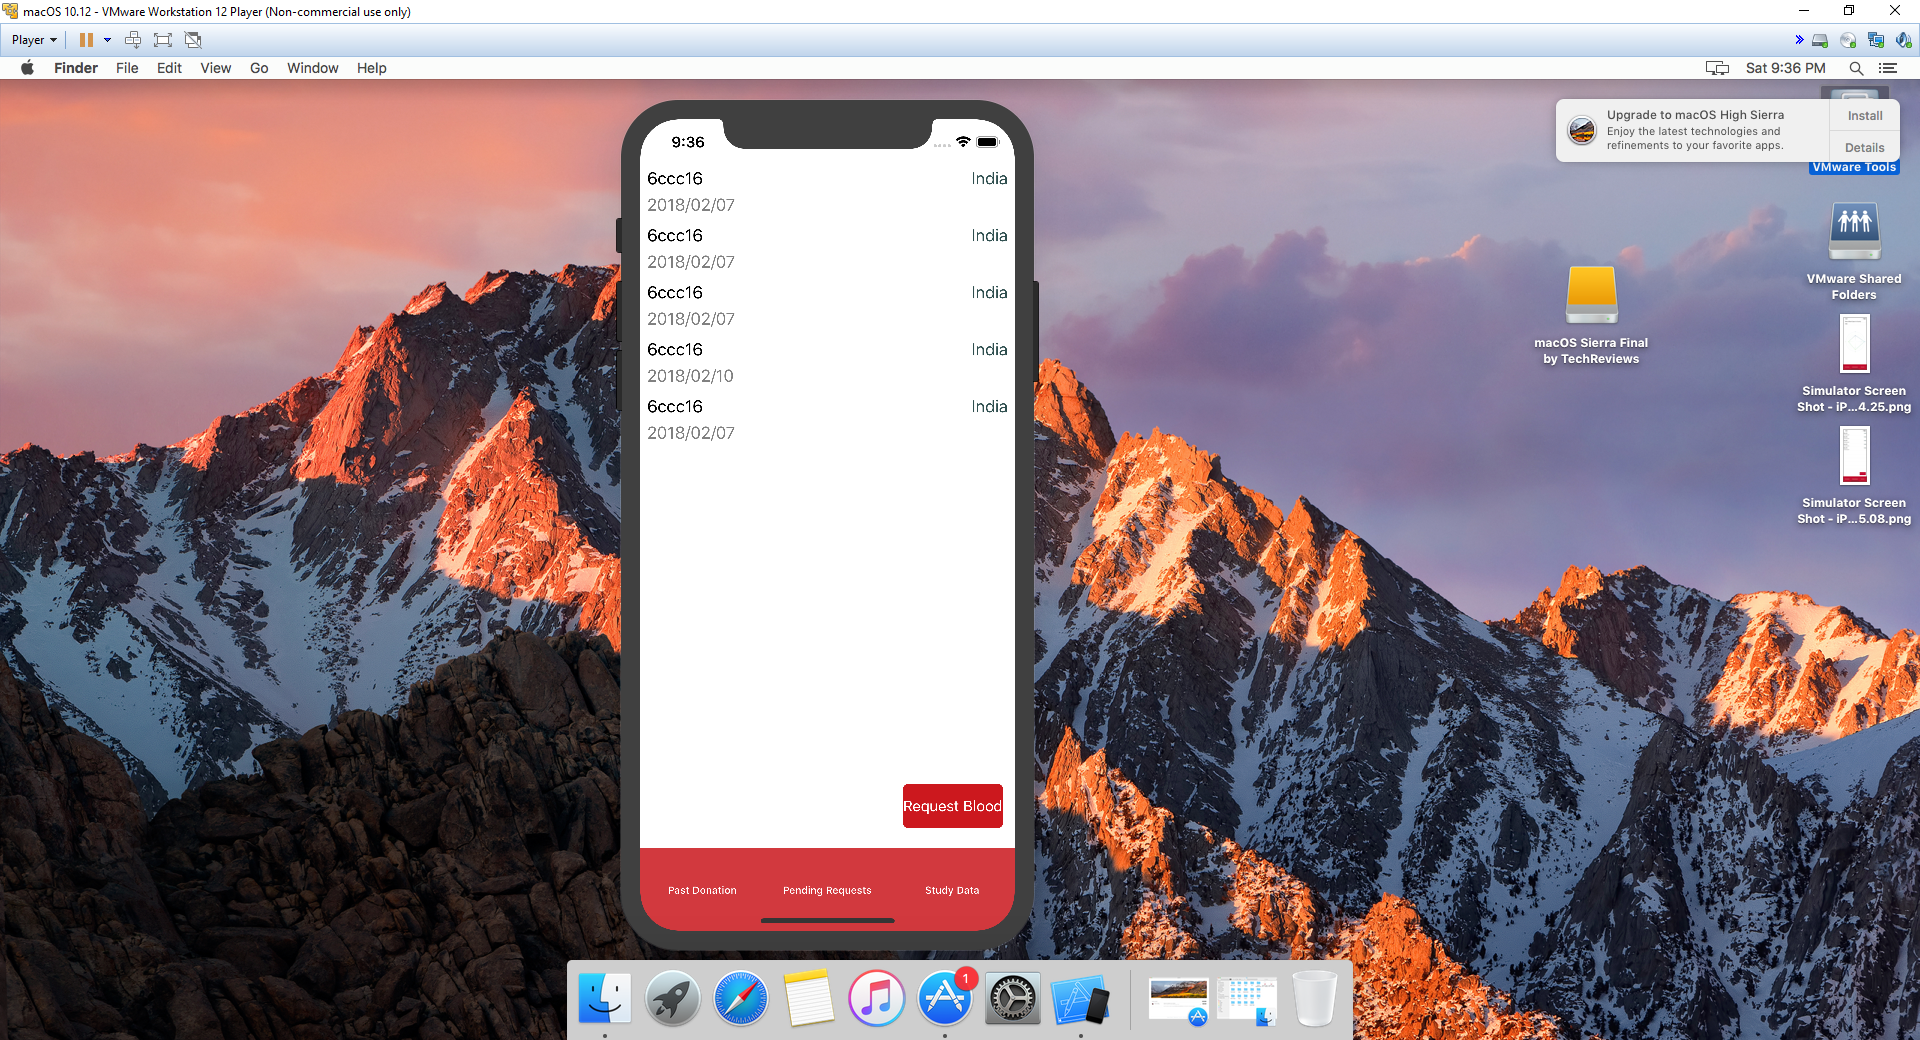 macOS 10.12 - VMware Workstation 12 Player (Non-commercial use only)
Player
Finder File Edit View Go Window Help
Sat 9:36 PM
Upgrade to macOS High Sierra
Enjoy the latest technologies and
refinements to your favorite apps.
Install
Details
VMware Tools
VMware Shared
Folders
macOS Sierra Final
by TechReviews
Simulator Screen
Shot - iP...4.25.png
Simulator Screen
Shot - iP...5.08.png
9:36
6ccc16 India
2018/02/07
6ccc16 India
2018/02/07
6ccc16 India
2018/02/07
6ccc16 India
2018/02/10
6ccc16 India
2018/02/07
Request Blood
Past Donation Pending Requests Study Data
1